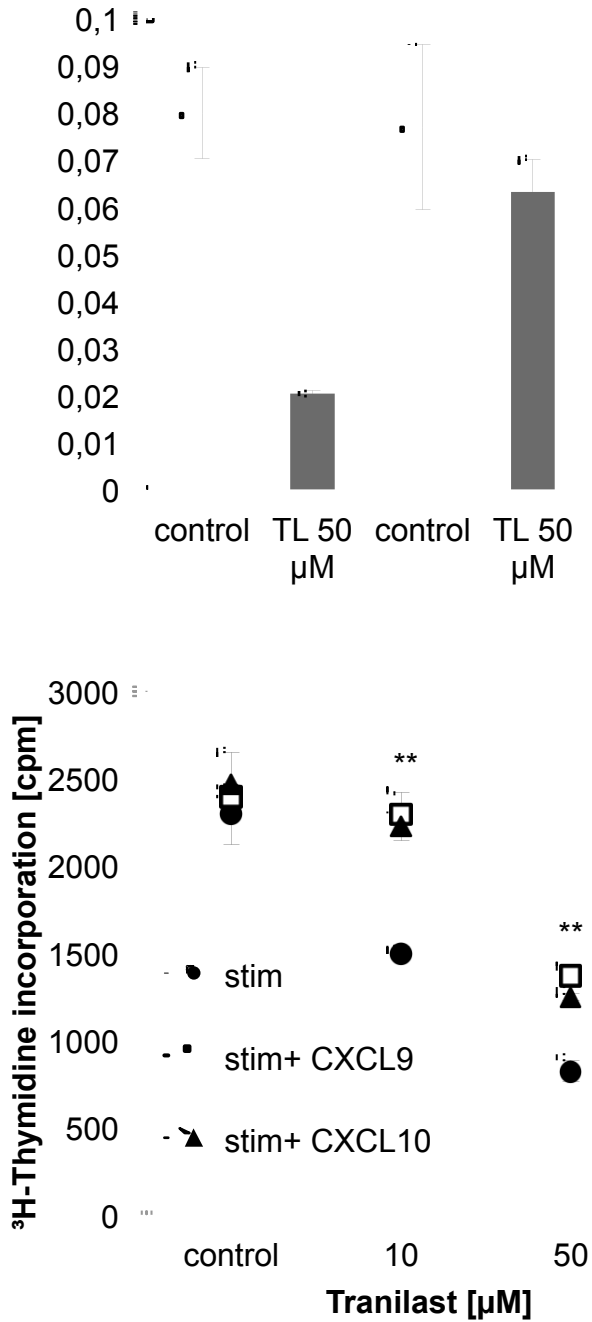 0,1
0,09
0,08
0,07
0,06
0,05
0,04
0,03
0,02
0,01
0
control TL 50 control TL 50
µM µM
³H-Thymidine incorporation [cpm]
3000
2500
2000
1500
1000
500
0
**
**
stim
stim+ CXCL9
stim+ CXCL10
control 10 50
Tranilast [µM]